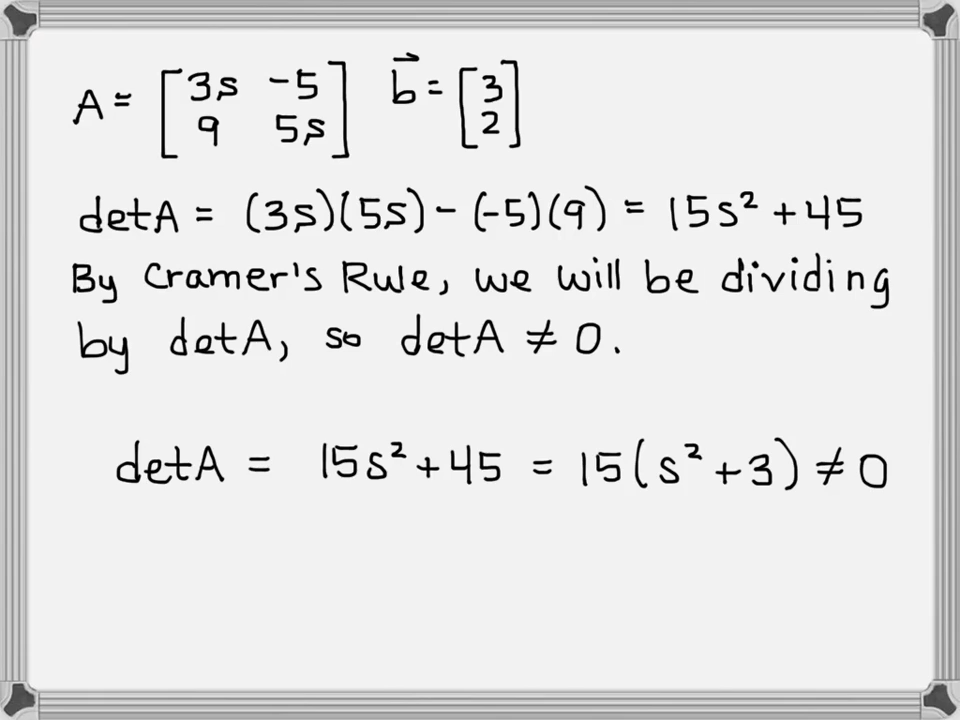 A = [3s -5; 9 5s] b⃗ = [3; 2]
detA = (3s)(5s) - (-5)(9) = 15s² + 45
By Cramer's Rule, we will be dividing
by detA, so detA ≠ 0.
detA = 15s² + 45 = 15(s² + 3) ≠ 0